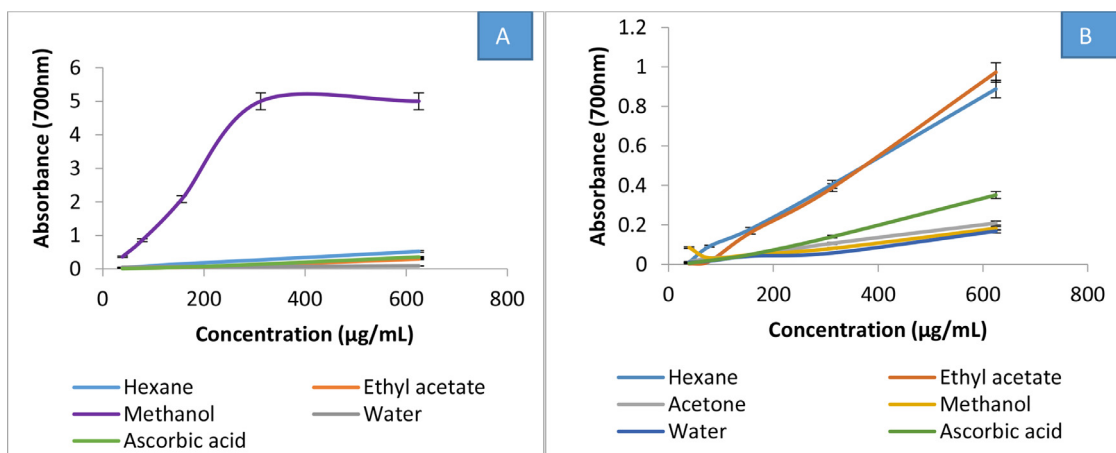 A
Absorbance (700nm)
6
5
4
3
2
1
0
0 200 400 600 800
Concentration (µg/mL)
Hexane Ethyl acetate
Methanol Water
Ascorbic acid
B
Absorbance (700nm)
1.2
1
0.8
0.6
0.4
0.2
0
0 200 400 600 800
Concentration (µg/mL)
Hexane Ethyl acetate
Acetone Methanol
Water Ascorbic acid